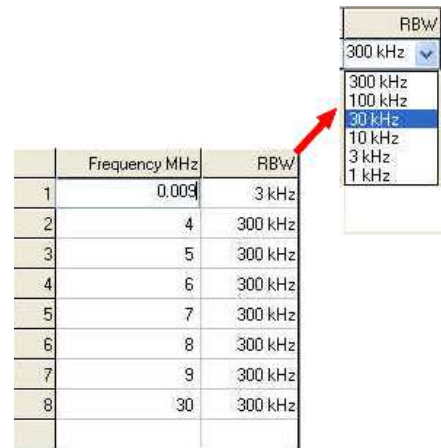 RBW
300 kHz
300 kHz
100 kHz
30 kHz
10 kHz
3 kHz
1 kHz
Frequency MHz RBW
1 0.009 3 kHz
2 4 300 kHz
3 5 300 kHz
4 6 300 kHz
5 7 300 kHz
6 8 300 kHz
7 9 300 kHz
8 30 300 kHz